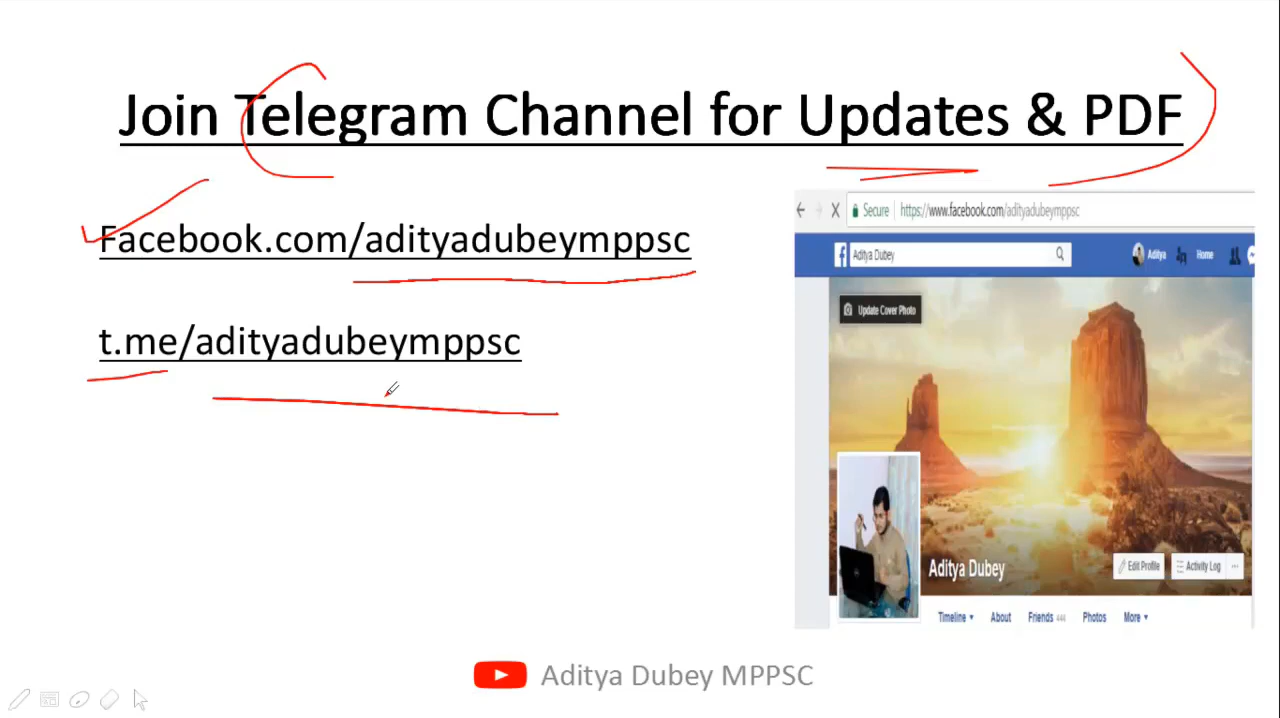 Join Telegram Channel for Updates & PDF
Facebook.com/adityadubeymppsc
t.me/adityadubeymppsc
Secure https://www.facebook.com/adityadubeymppsc
f Aditya Dubey Aditya Home
Update Cover Photo
Aditya Dubey Edit Profile Activity Log ...
Timeline About Friends 444 Photos More
Aditya Dubey MPPSC